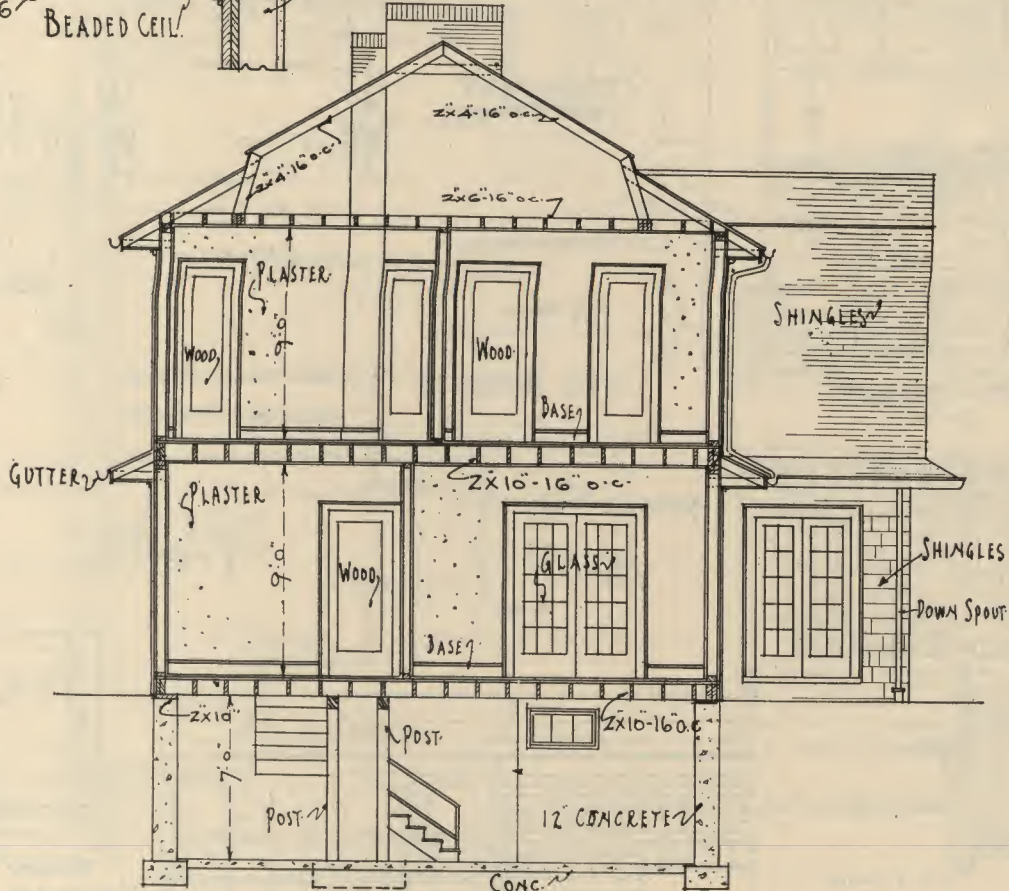 6
BEADED CEIL.
2"x4"-16" o.c.
2"x4"-16" o.c.
2"x6"-16" o.c.
PLASTER
9'0"
WOOD
WOOD
BASE
SHINGLES
GUTTER
2"x10"-16" o.c.
PLASTER
9'0"
WOOD
GLASS
BASE
SHINGLES
DOWN SPOUT
2"x10"
2"x10"-16" o.c.
POST
7'0"
POST
12" CONCRETE
CONC.